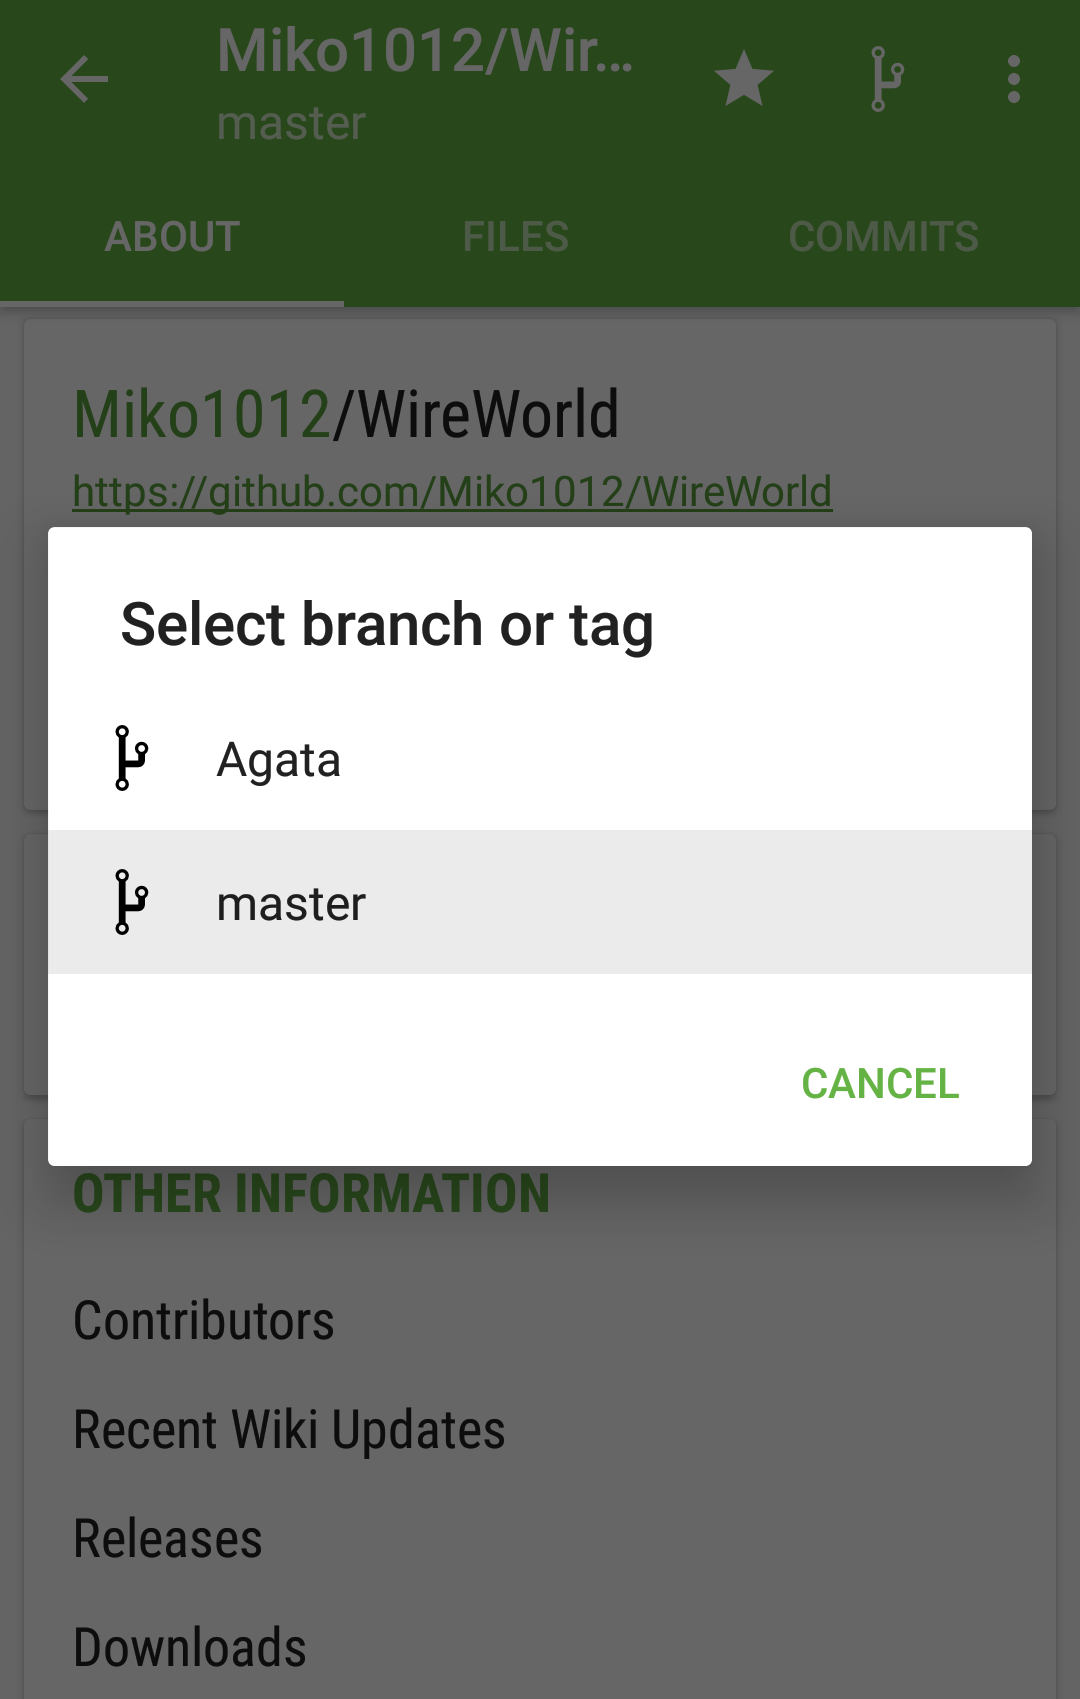 Miko1012/Wir...
master
ABOUT
FILES
COMMITS
Miko1012/WireWorld
https://github.com/Miko1012/WireWorld
Select branch or tag
Agata
master
CANCEL
OTHER INFORMATION
Contributors
Recent Wiki Updates
Releases
Downloads